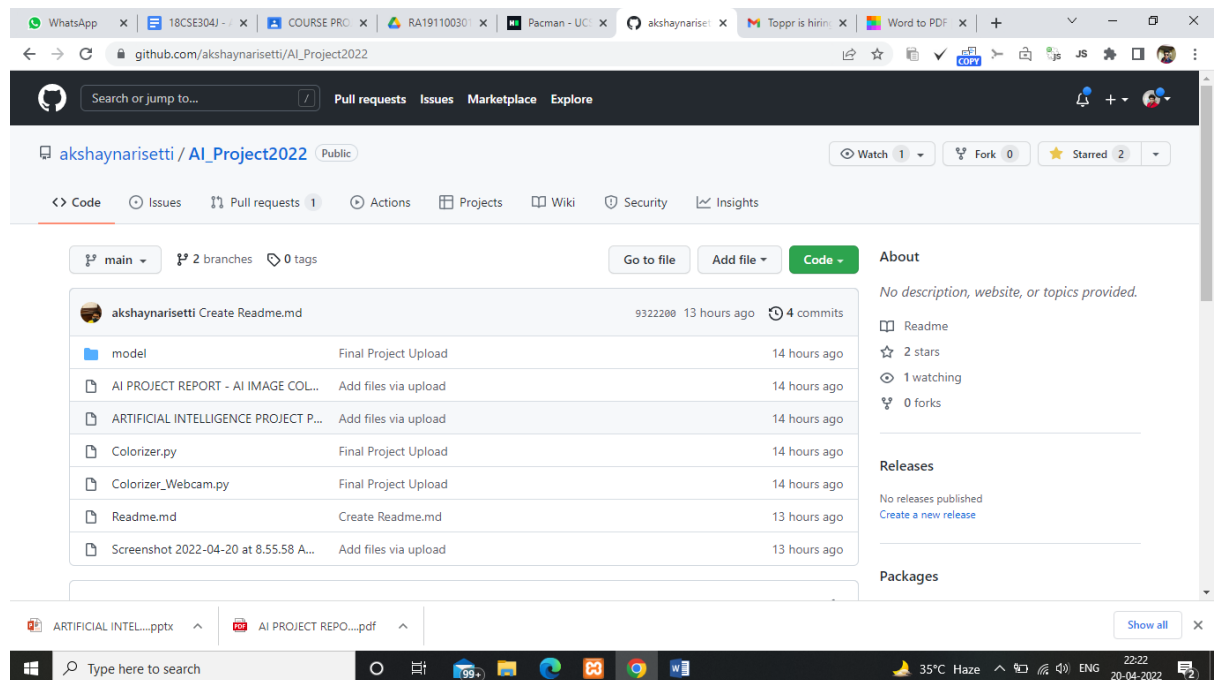 WhatsApp 18CSE304J - A COURSE PRO RA191100301 Pacman - UCS akshaynariset Toppr is hiring Word to PDF
github.com/akshaynarisetti/AI_Project2022 COPY JS JS
Search or jump to... / Pull requests Issues Marketplace Explore
akshaynarisetti / AI_Project2022 Public Watch 1 Fork 0 Starred 2
Code Issues Pull requests 1 Actions Projects Wiki Security Insights
main 2 branches 0 tags Go to file Add file Code
akshaynarisetti Create Readme.md 9322200 13 hours ago 4 commits
model Final Project Upload 14 hours ago
AI PROJECT REPORT - AI IMAGE COL... Add files via upload 14 hours ago
ARTIFICIAL INTELLIGENCE PROJECT P... Add files via upload 14 hours ago
Colorizer.py Final Project Upload 14 hours ago
Colorizer_Webcam.py Final Project Upload 14 hours ago
Readme.md Create Readme.md 13 hours ago
Screenshot 2022-04-20 at 8.55.58 A... Add files via upload 13 hours ago
About
No description, website, or topics provided.
Readme
2 stars
1 watching
0 forks
Releases
No releases published
Create a new release
Packages
ARTIFICIAL INTEL....pptx AI PROJECT REPO....pdf Show all
Type here to search 99+ 35°C Haze ENG 22:22
20-04-2022 2